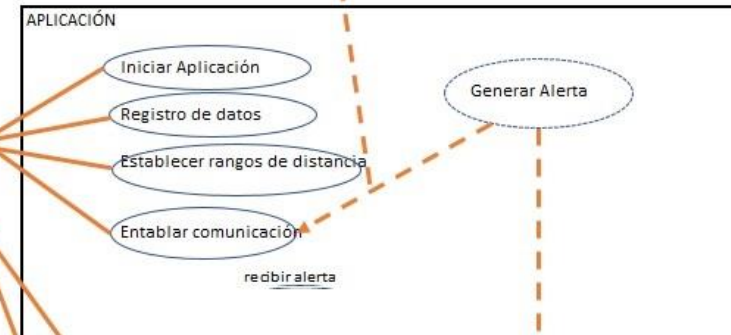 APLICACIÓN
Iniciar Aplicación
Generar Alerta
Registro de datos
Establecer rangos de distancia
Entablar comunicación
recibir alerta